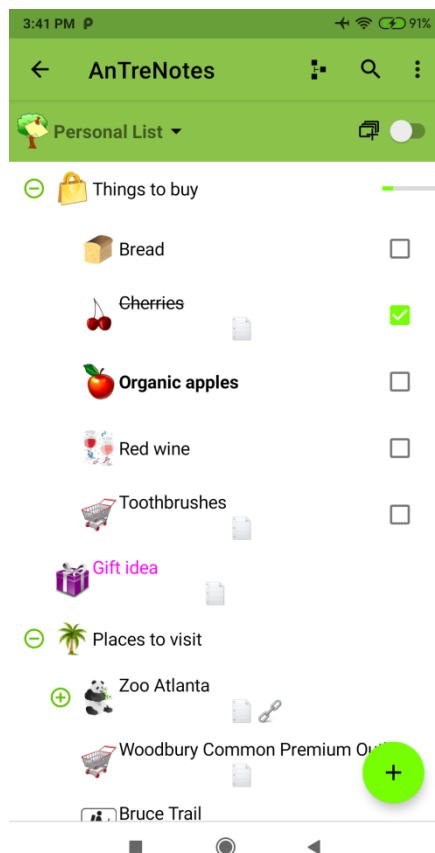 3:41 PM
91%
AnTreNotes
Personal List
Things to buy
Bread
Cherries
Organic apples
Red wine
Toothbrushes
Gift idea
Places to visit
Zoo Atlanta
Woodbury Common Premium
Bruce Trail